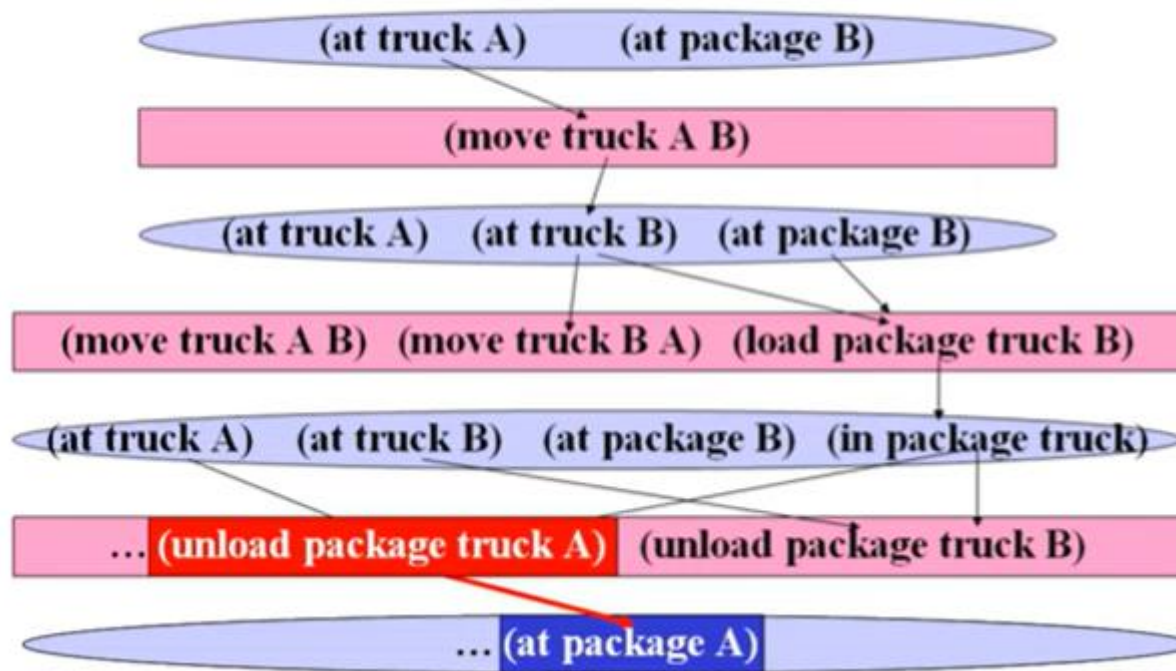 (at truck A) (at package B)
(move truck A B)
(at truck A) (at truck B) (at package B)
(move truck A B) (move truck B A) (load package truck B)
(at truck A) (at truck B) (at package B) (in package truck)
... (unload package truck A) (unload package truck B)
... (at package A)